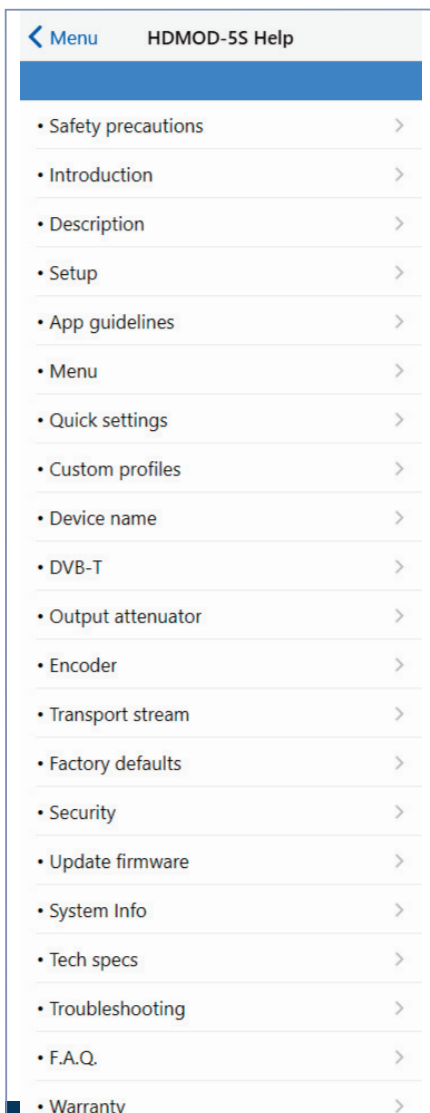 Menu HDMOD-5S Help
• Safety precautions
• Introduction
• Description
• Setup
• App guidelines
• Menu
• Quick settings
• Custom profiles
• Device name
• DVB-T
• Output attenuator
• Encoder
• Transport stream
• Factory defaults
• Security
• Update firmware
• System Info
• Tech specs
• Troubleshooting
• F.A.Q.
• Warranty